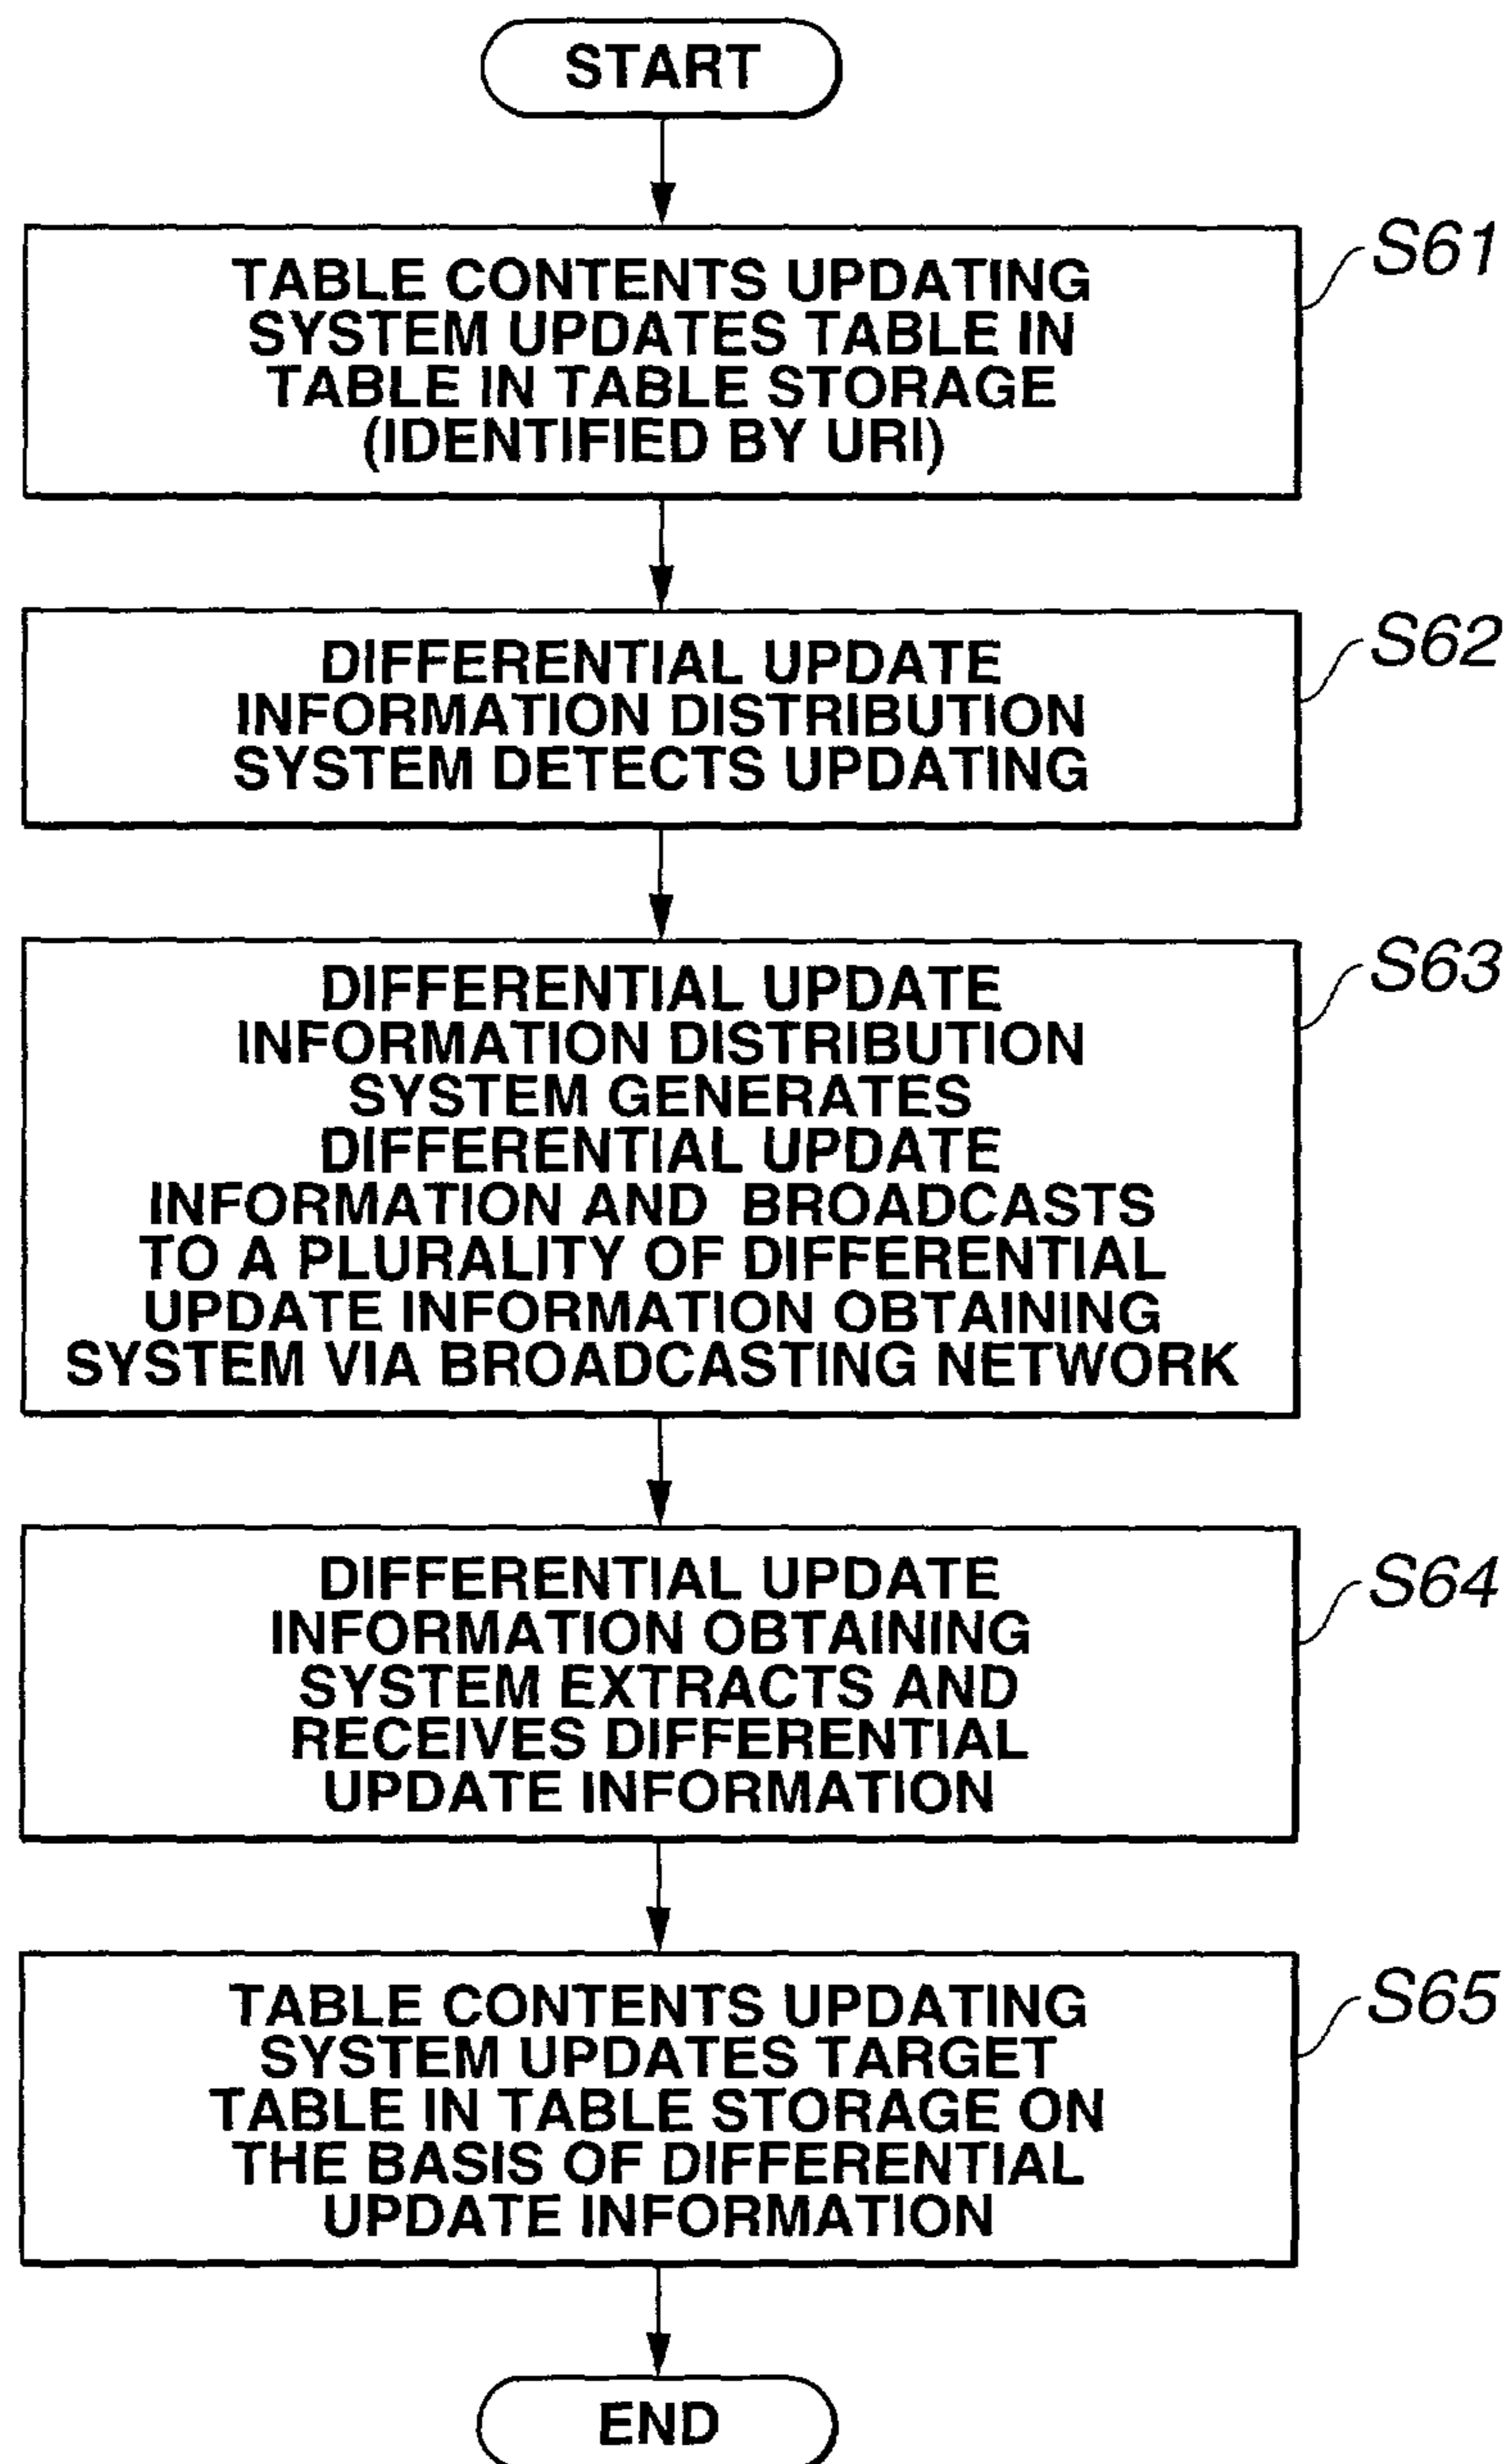 START
S61
TABLE CONTENTS UPDATING
SYSTEM UPDATES TABLE IN
TABLE IN TABLE STORAGE
(IDENTIFIED BY URI)
S62
DIFFERENTIAL UPDATE
INFORMATION DISTRIBUTION
SYSTEM DETECTS UPDATING
S63
DIFFERENTIAL UPDATE
INFORMATION DISTRIBUTION
SYSTEM GENERATES
DIFFERENTIAL UPDATE
INFORMATION AND BROADCASTS
TO A PLURALITY OF DIFFERENTIAL
UPDATE INFORMATION OBTAINING
SYSTEM VIA BROADCASTING NETWORK
S64
DIFFERENTIAL UPDATE
INFORMATION OBTAINING
SYSTEM EXTRACTS AND
RECEIVES DIFFERENTIAL
UPDATE INFORMATION
S65
TABLE CONTENTS UPDATING
SYSTEM UPDATES TARGET
TABLE IN TABLE STORAGE ON
THE BASIS OF DIFFERENTIAL
UPDATE INFORMATION
END